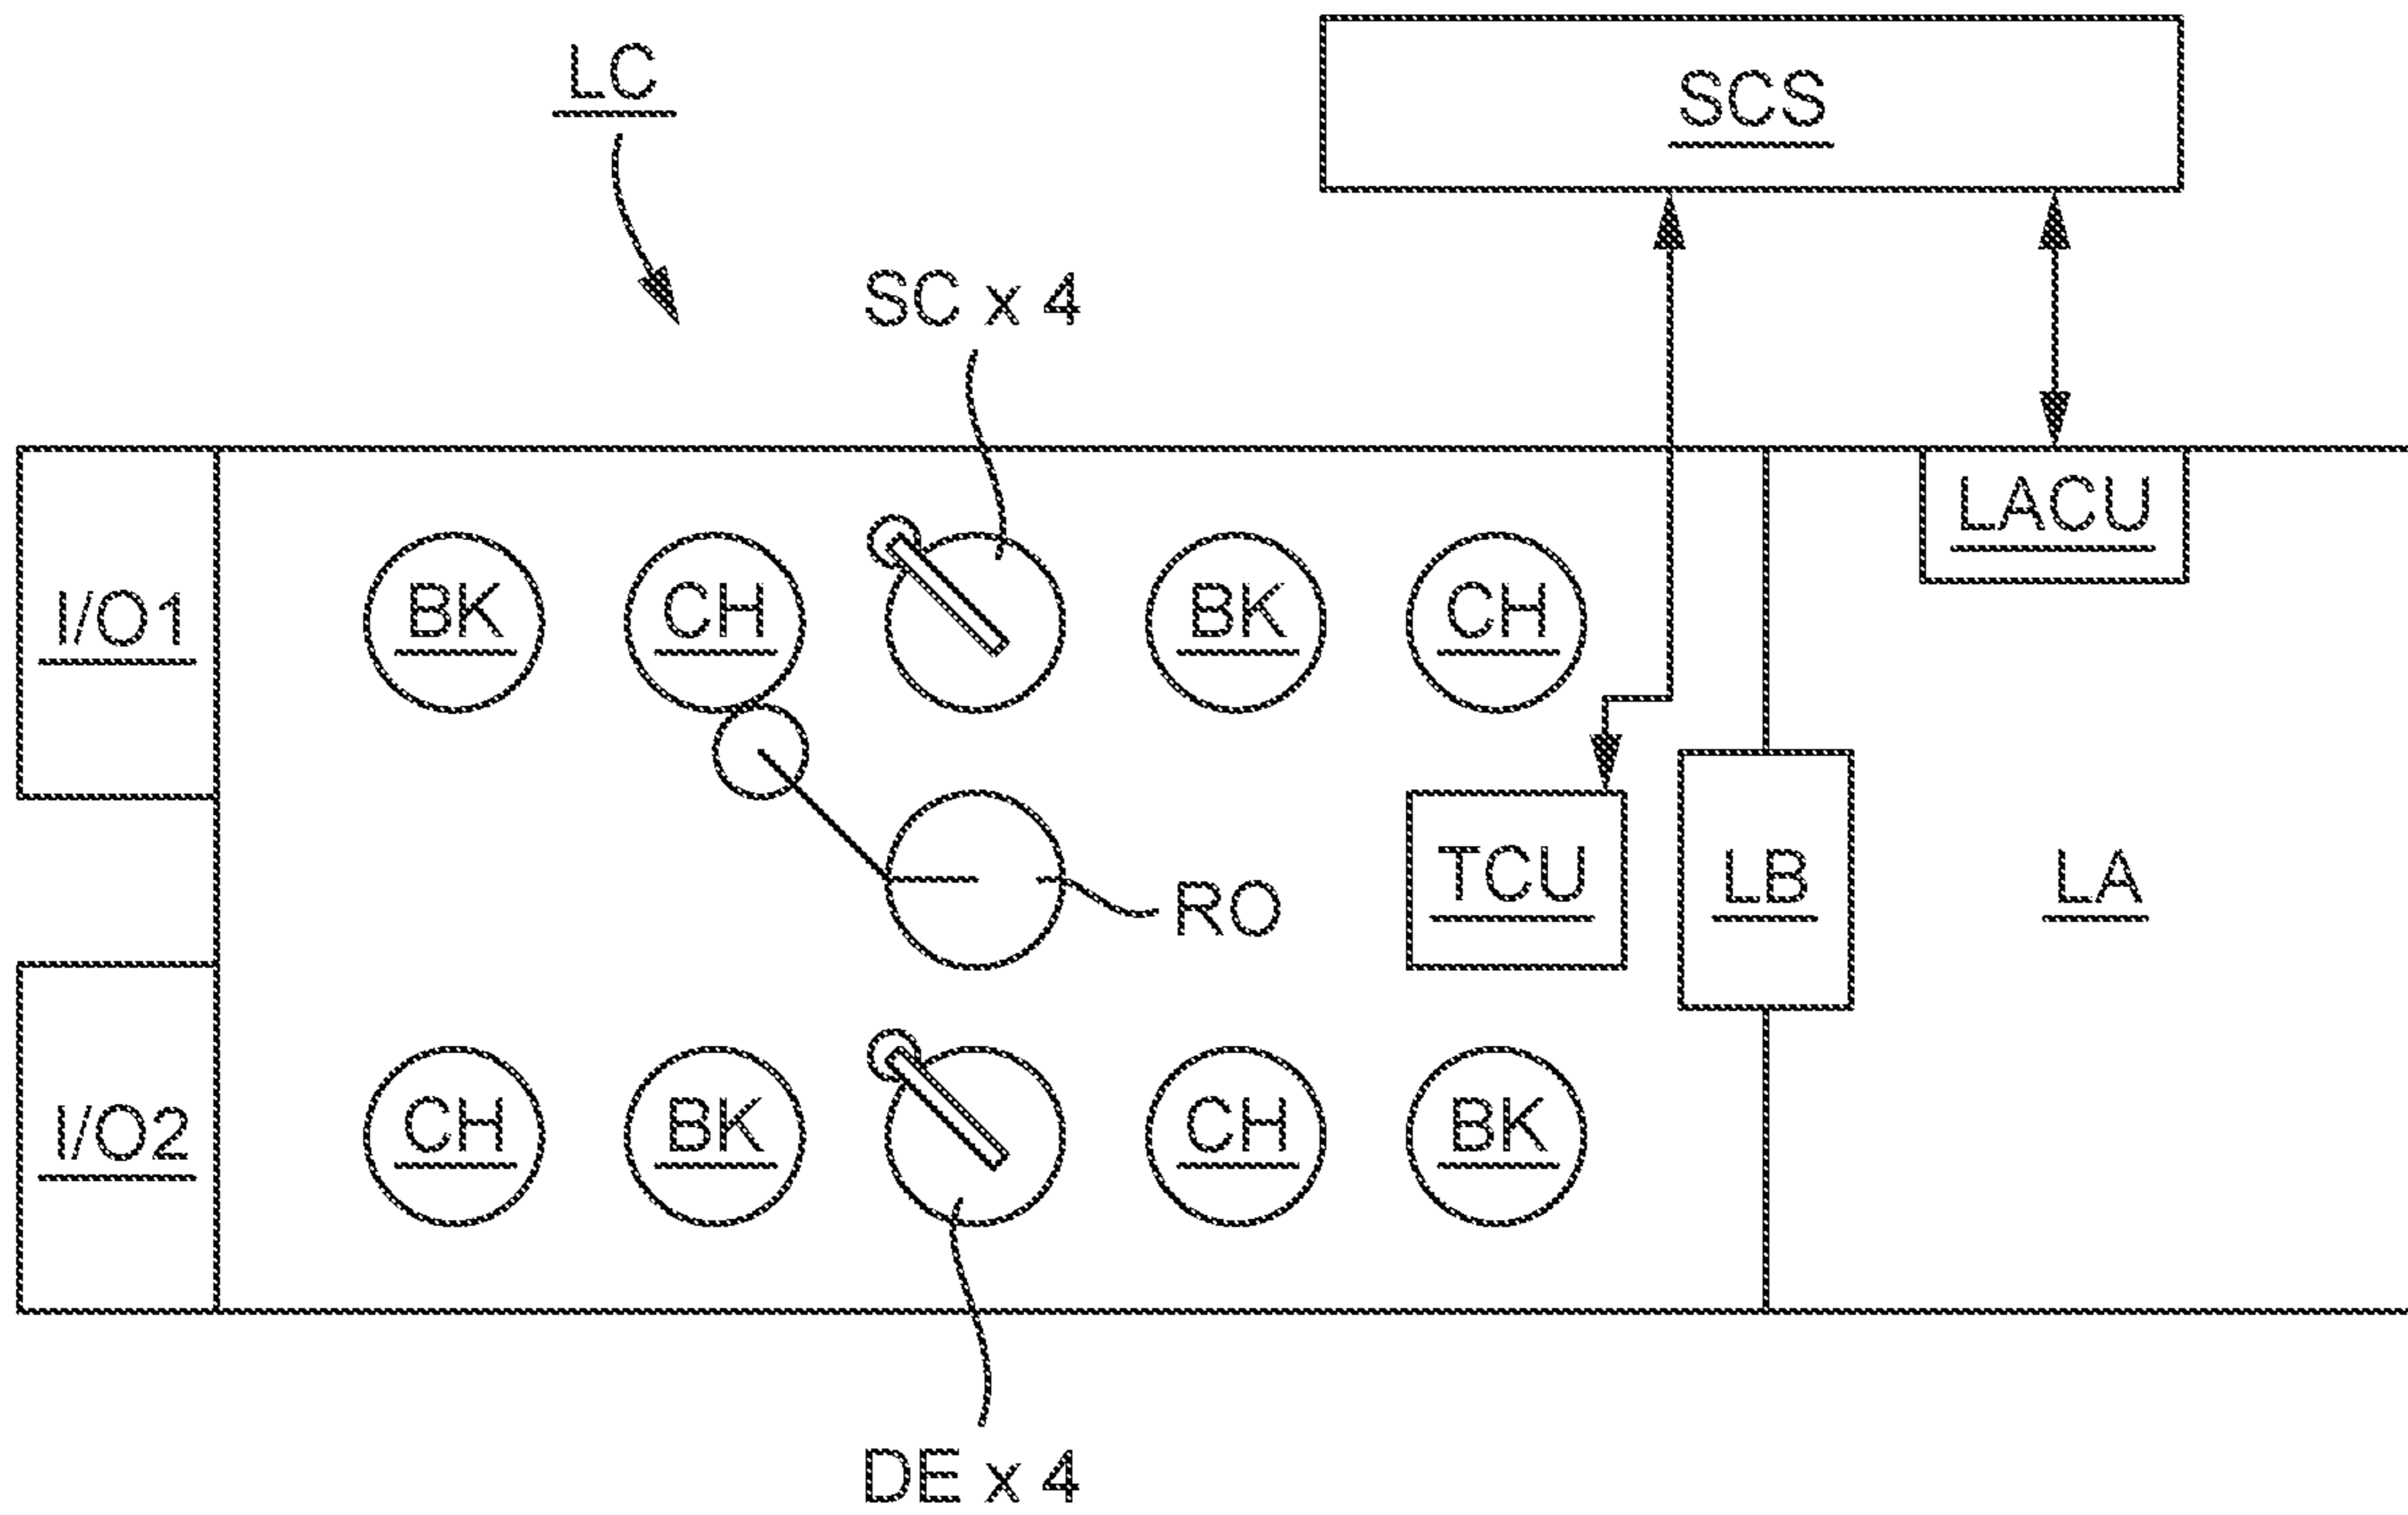 LC
SCS
SC x 4
LACU
I/O1
BK
CH
BK
CH
TCU
LB
LA
RO
I/O2
CH
BK
CH
BK
DE x 4